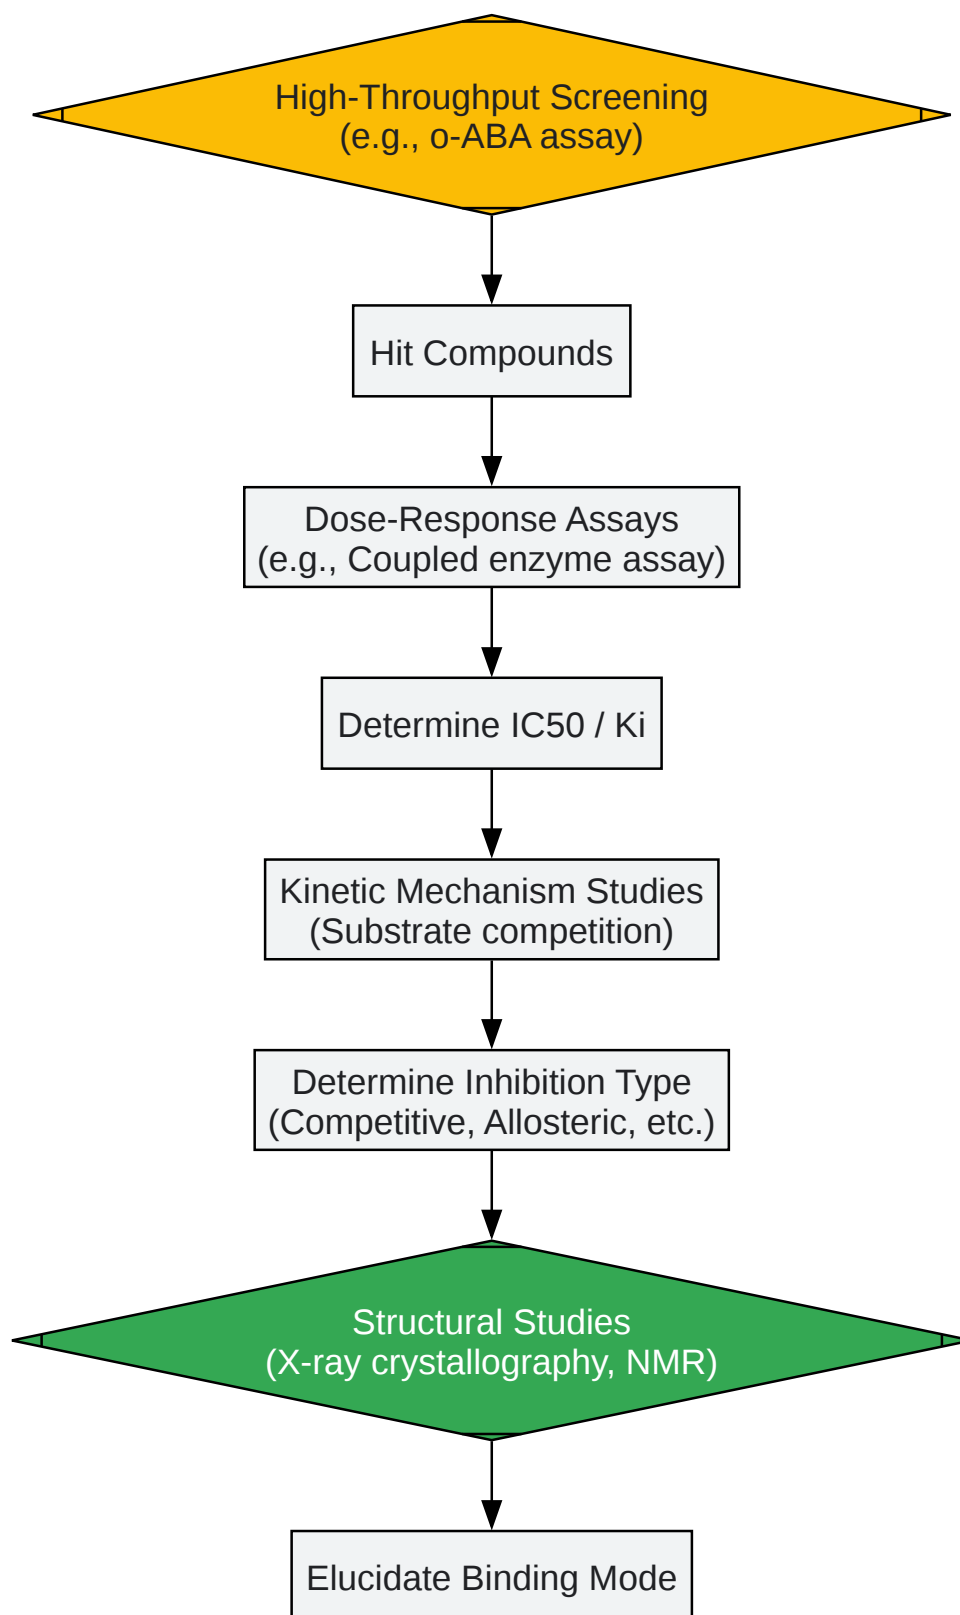 High-Throughput Screening
(e.g., o-ABA assay)
Hit Compounds
Dose-Response Assays
(e.g., Coupled enzyme assay)
Determine IC50 / Ki
Kinetic Mechanism Studies
(Substrate competition)
Determine Inhibition Type
(Competitive, Allosteric, etc.)
Structural Studies
(X-ray crystallography, NMR)
Elucidate Binding Mode